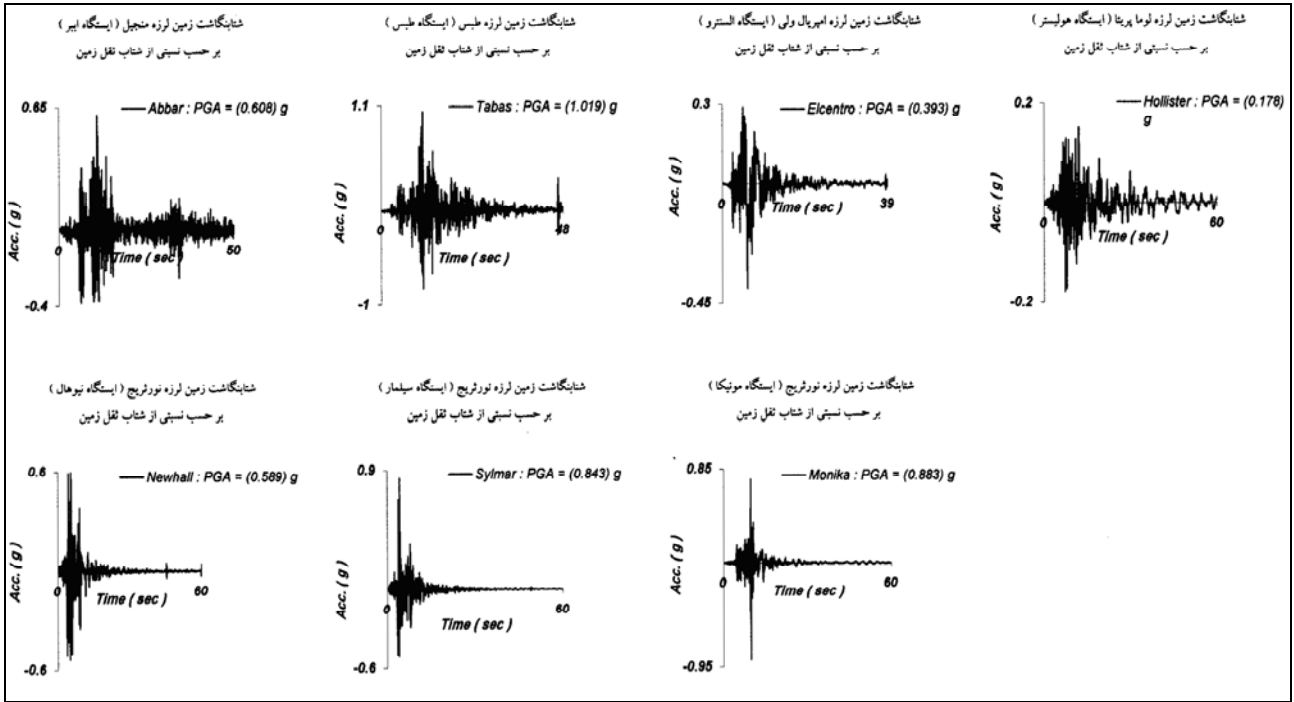 شتابنگاشت زمین لرزه منجیل ( ایستگاه ابر )
بر حسب نسبتی از شتاب ثقل زمین
0.65
Abbar : PGA = (0.608) g
Acc. ( g )
0
Time ( sec )
50
-0.4
شتابنگاشت زمین لرزه طبس ( ایستگاه طبس )
بر حسب نسبتی از شتاب ثقل زمین
1.1
Tabas : PGA = (1.019) g
Acc. ( g )
0
Time ( sec )
48
-1
شتابنگاشت زمین لرزه امپریال ولی ( ایستگاه السنترو )
بر حسب نسبتی از شتاب ثقل زمین
0.3
Elcentro : PGA = (0.393) g
Acc. ( g )
0
Time ( sec )
39
-0.45
شتابنگاشت زمین لرزه لوما پریتا ( ایستگاه هولیستر )
بر حسب نسبتی از شتاب ثقل زمین
0.2
Hollister : PGA = (0.178)
g
Acc. ( g )
0
Time ( sec )
60
-0.2
شتابنگاشت زمین لرزه نورثریج ( ایستگاه نیوهال )
بر حسب نسبتی از شتاب ثقل زمین
0.6
Newhall : PGA = (0.589) g
Acc. ( g )
0
Time ( sec )
60
-0.6
شتابنگاشت زمین لرزه نورثریج ( ایستگاه سیلمار )
بر حسب نسبتی از شتاب ثقل زمین
0.9
Sylmar : PGA = (0.843) g
Acc. ( g )
0
Time ( sec )
60
-0.6
شتابنگاشت زمین لرزه نورثریج ( ایستگاه مونیکا )
بر حسب نسبتی از شتاب ثقل زمین
0.85
Monika : PGA = (0.883) g
Acc. ( g )
0
Time ( sec )
60
-0.95